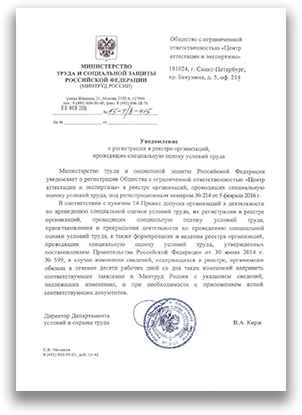 МИНИСТЕРСТВО
ТРУДА И СОЦИАЛЬНОЙ ЗАЩИТЫ
РОССИЙСКОЙ ФЕДЕРАЦИИ
(МИНТРУД РОССИИ)
улица Ильинка, 21, Москва, ГСП-4, 127994
тел.: 8 (495) 606-00-60, факс: 8 (495) 606-18-76
15-4/В-415
Общество с ограниченной
ответственностью «Центр
аттестации и экспертизы»
191024, г. Санкт-Петербург,
пр. Бакунина, д. 5, оф. 214
Уведомление
о регистрации в реестре организаций,
проводящих специальную оценку условий труда
Министерство труда и социальной защиты Российской Федерации
уведомляет о регистрации Общества с ограниченной ответственностью «Центр
аттестации и экспертизы» в реестре организаций, проводящих специальную
оценку условий труда, под регистрационным номером № 214 от 5 февраля 2016 г.
В соответствии с пунктом 14 Правил допуска организаций к деятельности
по проведению специальной оценки условий труда, их регистрации в реестре
организаций, проводящих специальную оценку условий труда,
приостановления и прекращения деятельности по проведению специальной
оценки условий труда, а также формирования и ведения реестра организаций,
проводящих специальную оценку условий труда, утвержденных
постановлением Правительства Российской Федерации от 30 июня 2014 г.
№ 599, в случае изменения сведений, содержащихся в реестре, организация
обязана в течение десяти рабочих дней со дня таких изменений направить
соответствующее заявление в Минтруд России с указанием сведений,
подлежащих изменению, и при необходимости с приложением копий
соответствующих документов.
Директор Департамента
условий и охраны труда
В.А. Корж
С.В.
8 (495) 926-99-01, доб. 15-42